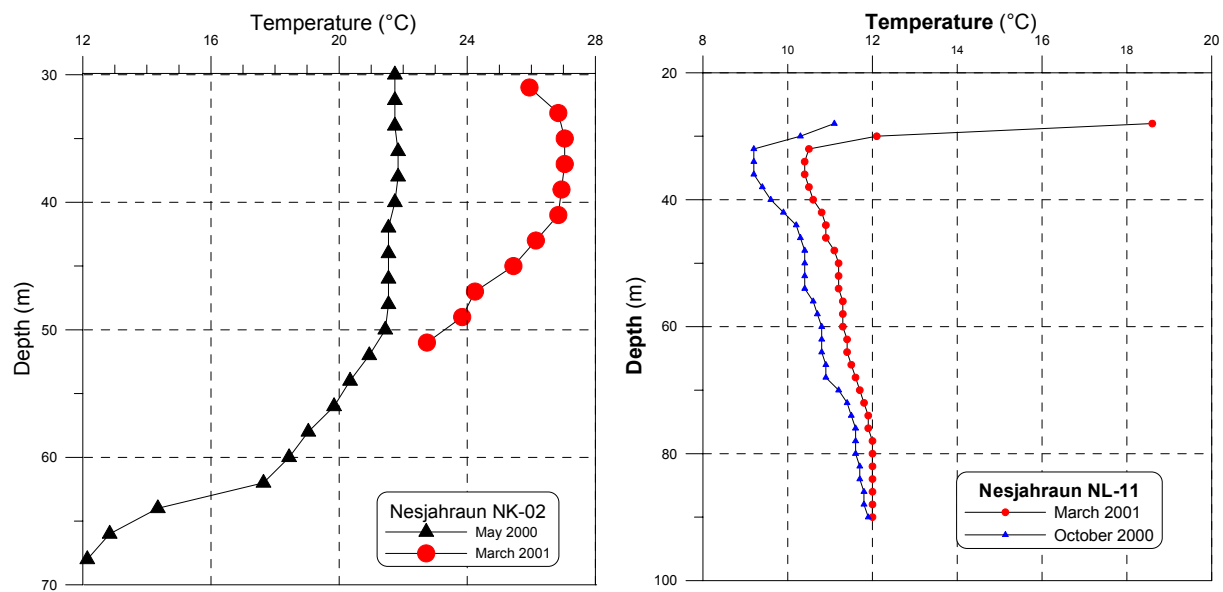 Temperature (°C)
12 16 20 24 28
30
40
50
60
70
Depth (m)
Nesjahraun NK-02
May 2000
March 2001
Temperature (°C)
8 10 12 14 16 18 20
20
40
60
80
100
Depth (m)
Nesjahraun NL-11
March 2001
October 2000